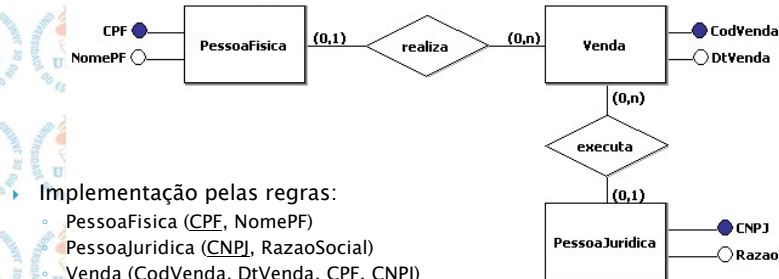 CPF
NomePF
PessoaFisica
(0,1)
realiza
(0,n)
Venda
CodVenda
DtVenda
(0,n)
executa
(0,1)
PessoaJuridica
CNPJ
Razao
Implementação pelas regras:
PessoaFisica (CPF, NomePF)
PessoaJuridica (CNPJ, RazaoSocial)
Venda (CodVenda, DtVenda, CPF, CNPJ)